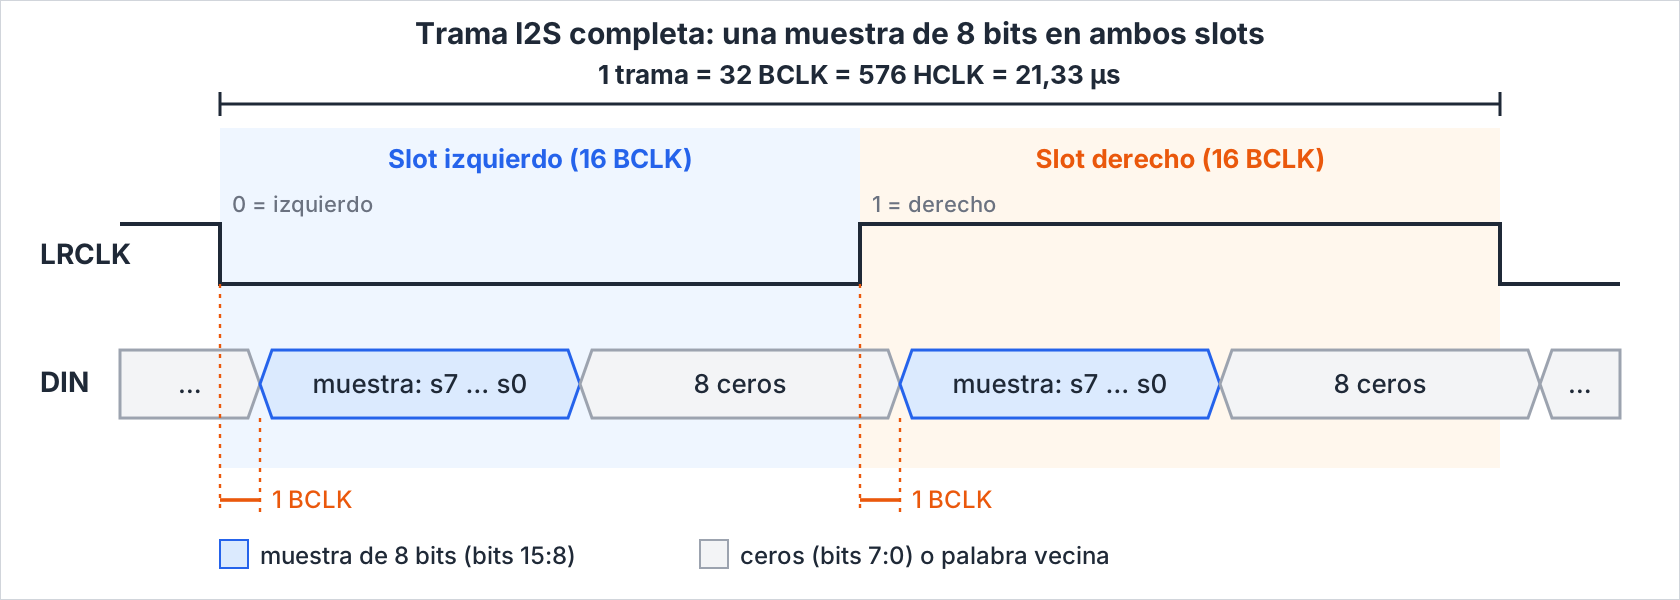 Trama I2S completa: una muestra de 8 bits en ambos slots
1 trama = 32 BCLK = 576 HCLK = 21,33 µs
Slot izquierdo (16 BCLK)
Slot derecho (16 BCLK)
0 = izquierdo
1 = derecho
LRCLK
DIN
...
muestra: s7 ... s0
8 ceros
muestra: s7 ... s0
8 ceros
...
1 BCLK
1 BCLK
muestra de 8 bits (bits 15:8)
ceros (bits 7:0) o palabra vecina